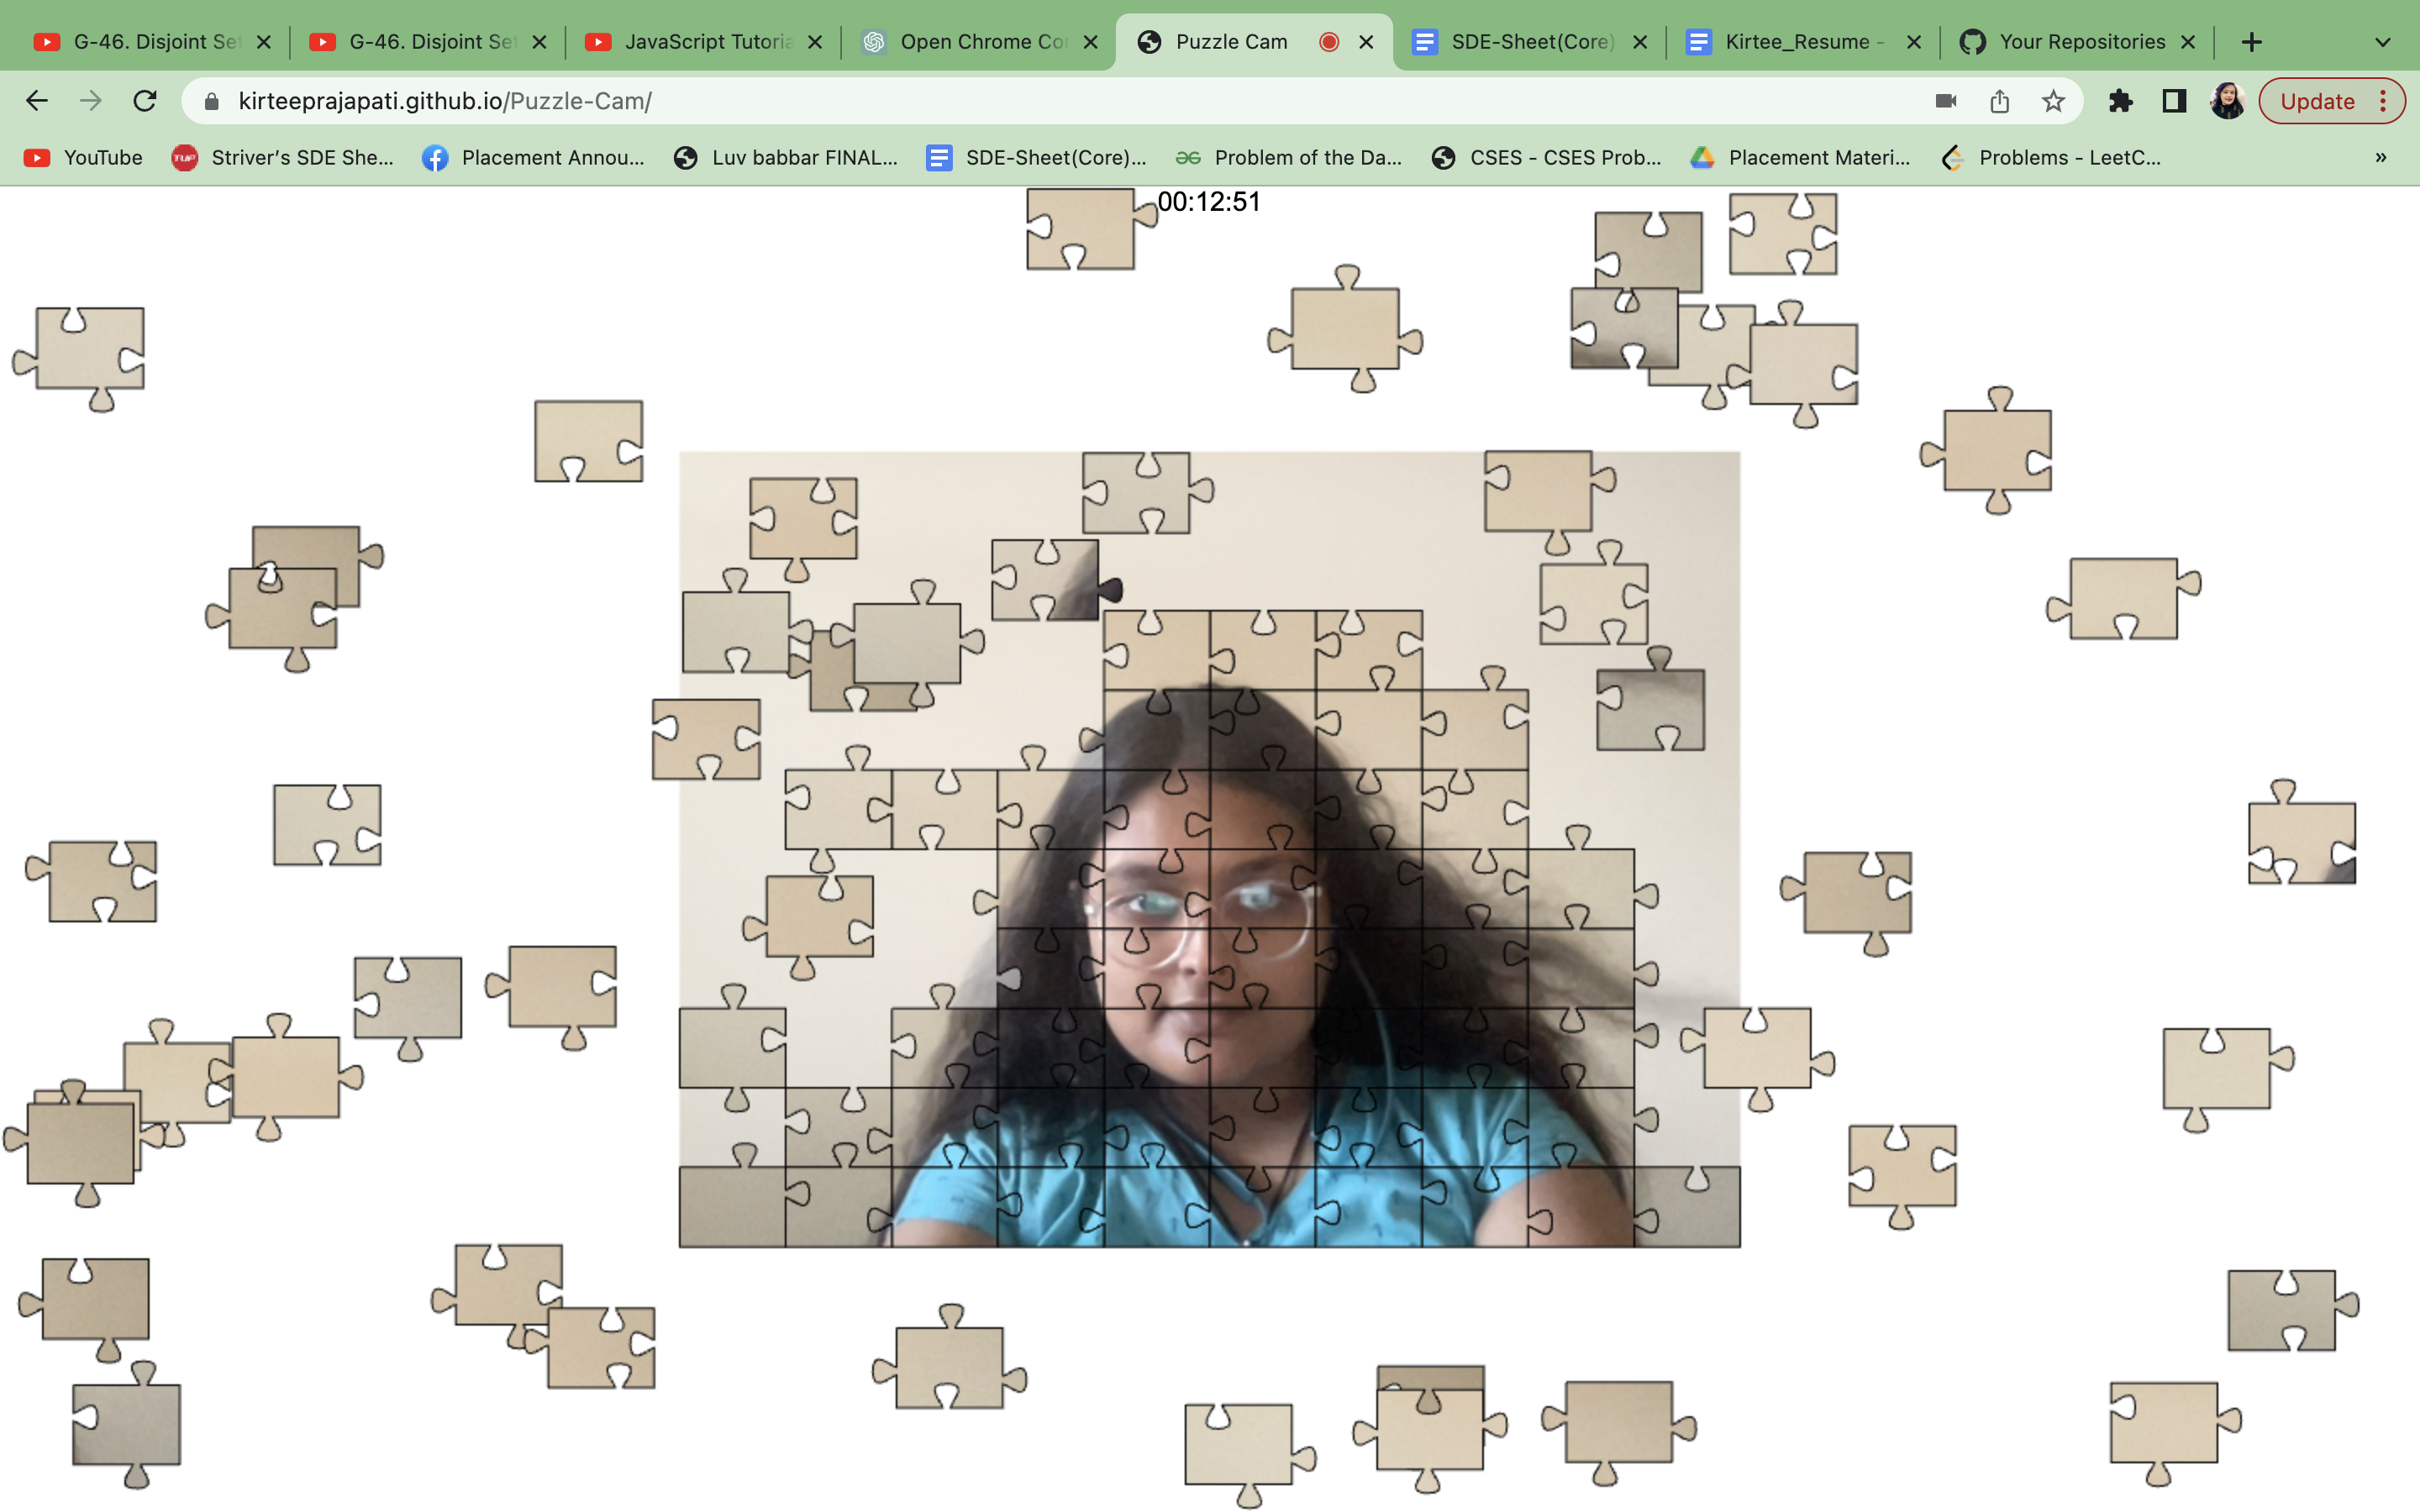 G-46. Disjoint Se
G-46. Disjoint Se
JavaScript Tutoria
Open Chrome Co
Puzzle Cam
SDE-Sheet(Core)
Kirtee_Resume -
Your Repositories
kirteeprajapati.github.io/Puzzle-Cam/
Update
YouTube
Striver's SDE She...
Placement Annou...
Luv babbar FINAL...
SDE-Sheet(Core)...
Problem of the Da...
CSES - CSES Prob...
Placement Materi...
Problems - LeetC...
»
00:12:51